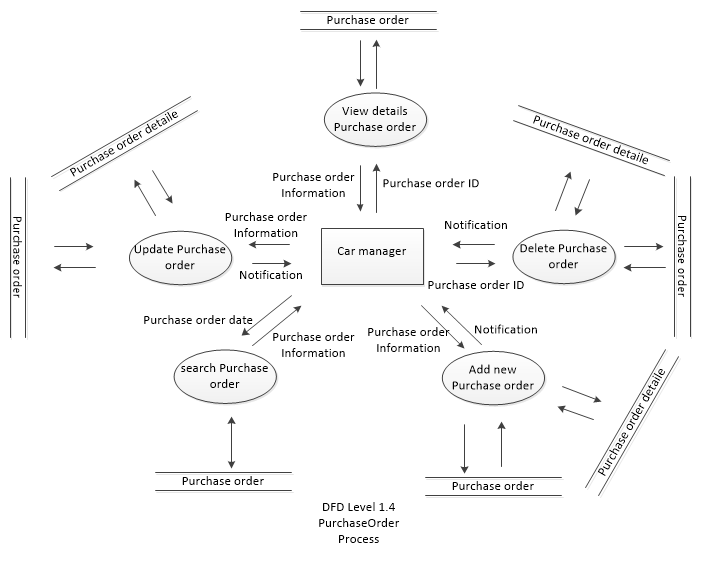 Purchase order
View details
Purchase order
Purchase order detaile
Purchase order detaile
Purchase order
Information
Purchase order ID
Purchase order
Update Purchase
order
Purchase order
Information
Notification
Car manager
Notification
Purchase order ID
Delete Purchase
order
Purchase order
Purchase order date
Purchase order
Information
Purchase order
Information
Notification
search Purchase
order
Add new
Purchase order
Purchase order detaile
Purchase order
Purchase order
DFD Level 1.4
PurchaseOrder
Process